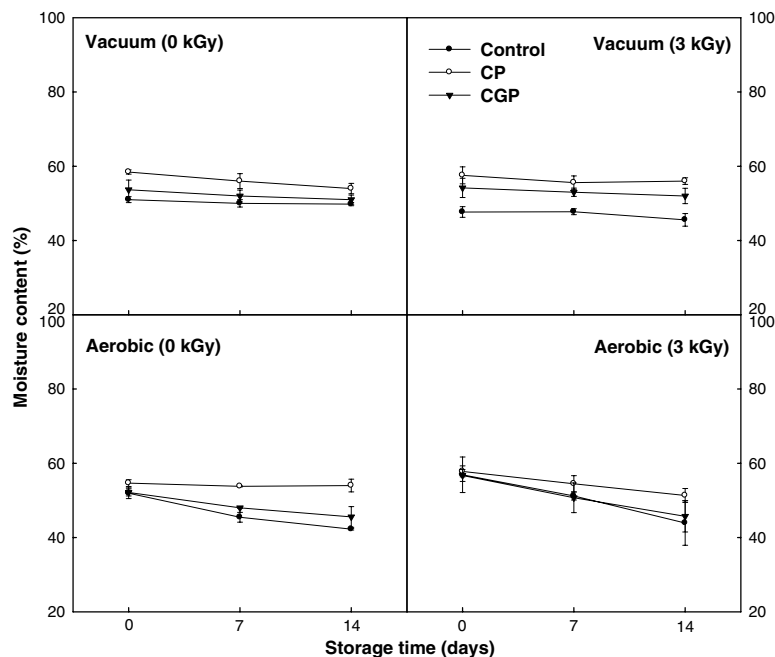 100
100
Vacuum (0 kGy)
Control
Vacuum (3 kGy)
CP
80
80
CGP
60
60
40
40
20
20
100
100
Aerobic (0 kGy)
Aerobic (3 kGy)
80
80
60
60
40
40
20
20
0
7
14
0
7
14
Storage time (days)
Moisture content (%)